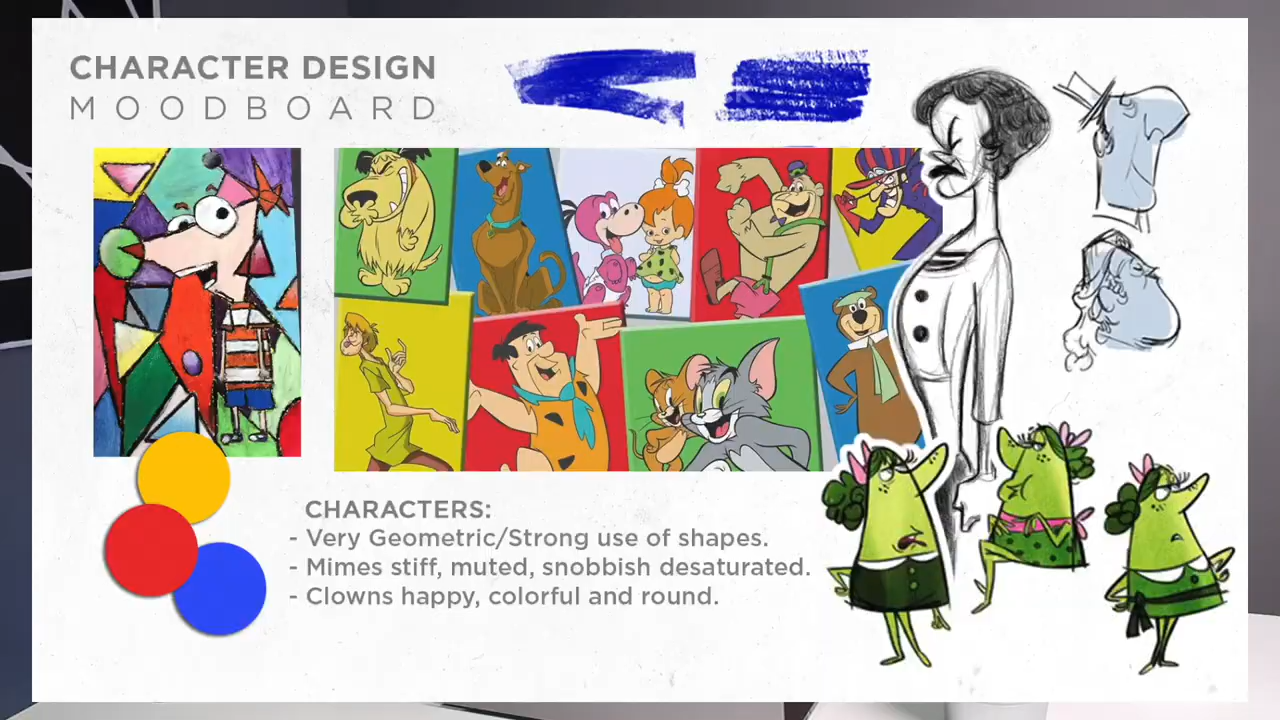 CHARACTER DESIGN
MOODBOARD
CHARACTERS:
- Very Geometric/Strong use of shapes.
- Mimes stiff, muted, snobbish desaturated.
- Clowns happy, colorful and round.